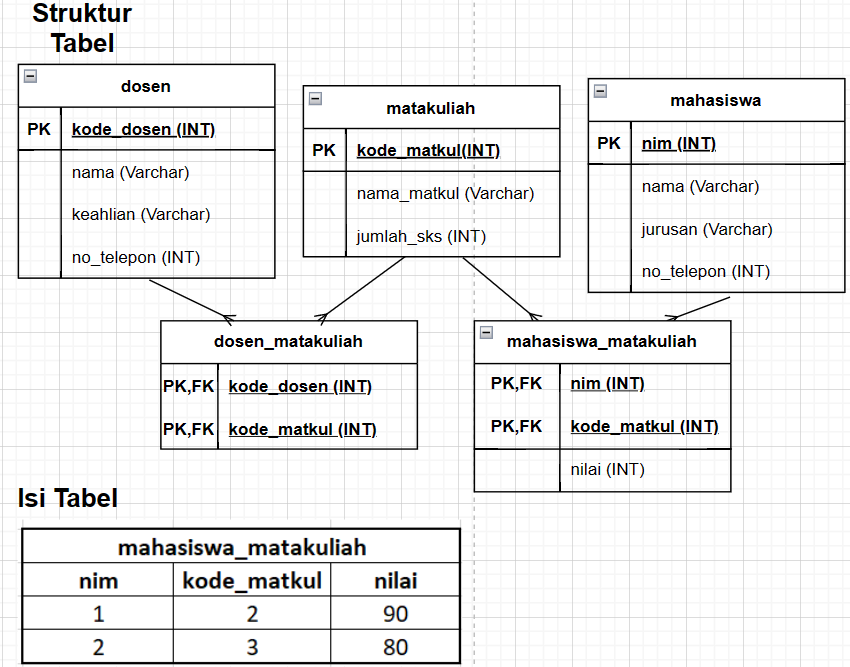 Struktur
Tabel
dosen
PK kode_dosen (INT)
nama (Varchar)
keahlian (Varchar)
no_telepon (INT)
matakuliah
PK kode_matkul(INT)
nama_matkul (Varchar)
jumlah_sks (INT)
mahasiswa
PK nim (INT)
nama (Varchar)
jurusan (Varchar)
no_telepon (INT)
dosen_matakuliah
PK,FK kode_dosen (INT)
PK,FK kode_matkul (INT)
mahasiswa_matakuliah
PK,FK nim (INT)
PK,FK kode_matkul (INT)
nilai (INT)
Isi Tabel
mahasiswa_matakuliah
nim kode_matkul nilai
1 2 90
2 3 80